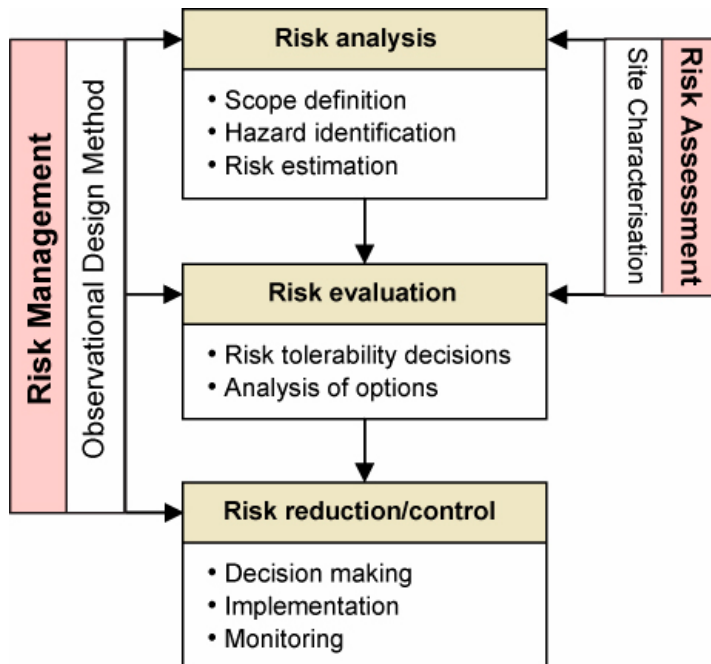 Risk Management
Observational Design Method
Risk analysis
• Scope definition
• Hazard identification
• Risk estimation
Risk evaluation
• Risk tolerability decisions
• Analysis of options
Risk reduction/control
• Decision making
• Implementation
• Monitoring
Site Characterisation
Risk Assessment